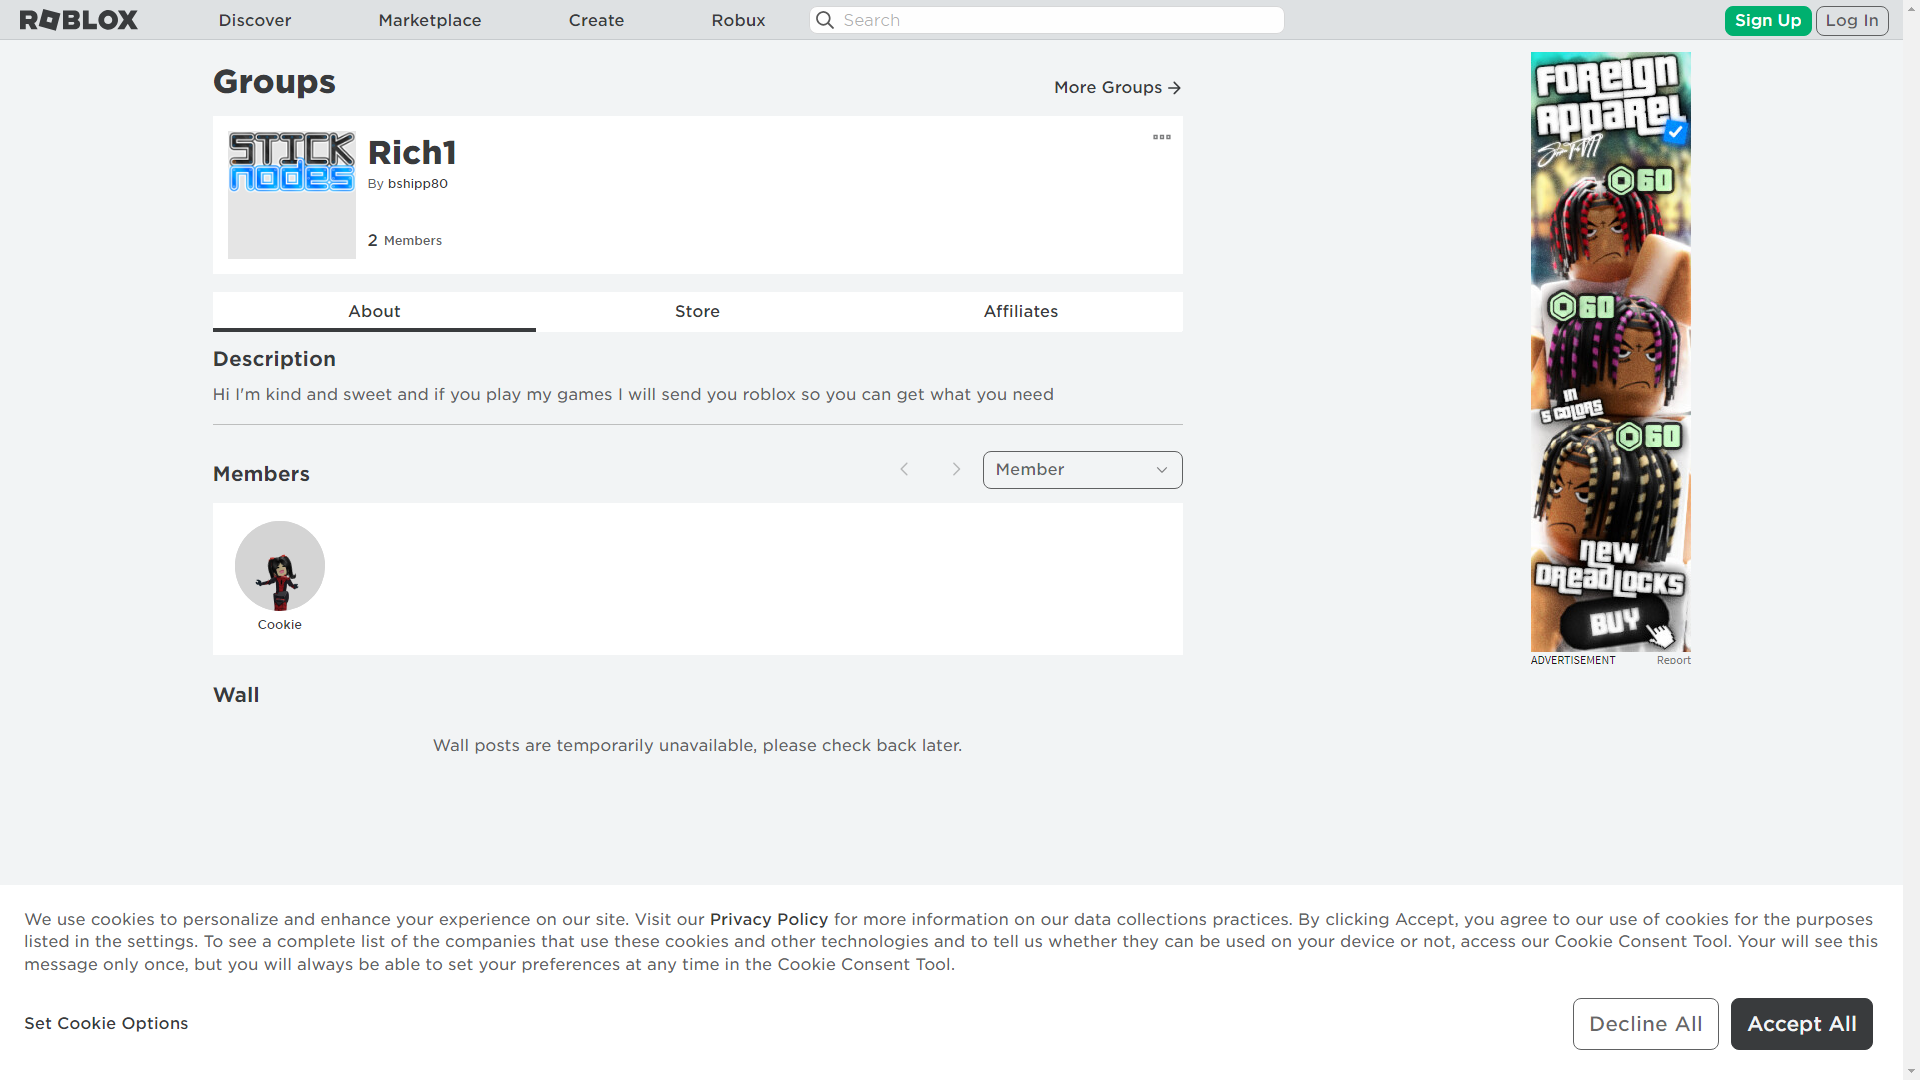 ROBLOX
Discover
Marketplace
Create
Robux
Search
Sign Up
Log In
Groups
More Groups
STICK
nodes
Rich1
By bshipp80
2 Members
About
Store
Affiliates
Description
Hi I'm kind and sweet and if you play my games I will send you roblox so you can get what you need
Members
Member
Cookie
Wall
Wall posts are temporarily unavailable, please check back later.
FOREIGN
APPAREL
60
60
IN
5 COLORS
60
NEW
DREADLOCKS
BUY
ADVERTISEMENT
Report
We use cookies to personalize and enhance your experience on our site. Visit our Privacy Policy for more information on our data collections practices. By clicking Accept, you agree to our use of cookies for the purposes
listed in the settings. To see a complete list of the companies that use these cookies and other technologies and to tell us whether they can be used on your device or not, access our Cookie Consent Tool. Your will see this
message only once, but you will always be able to set your preferences at any time in the Cookie Consent Tool.
Set Cookie Options
Decline All
Accept All